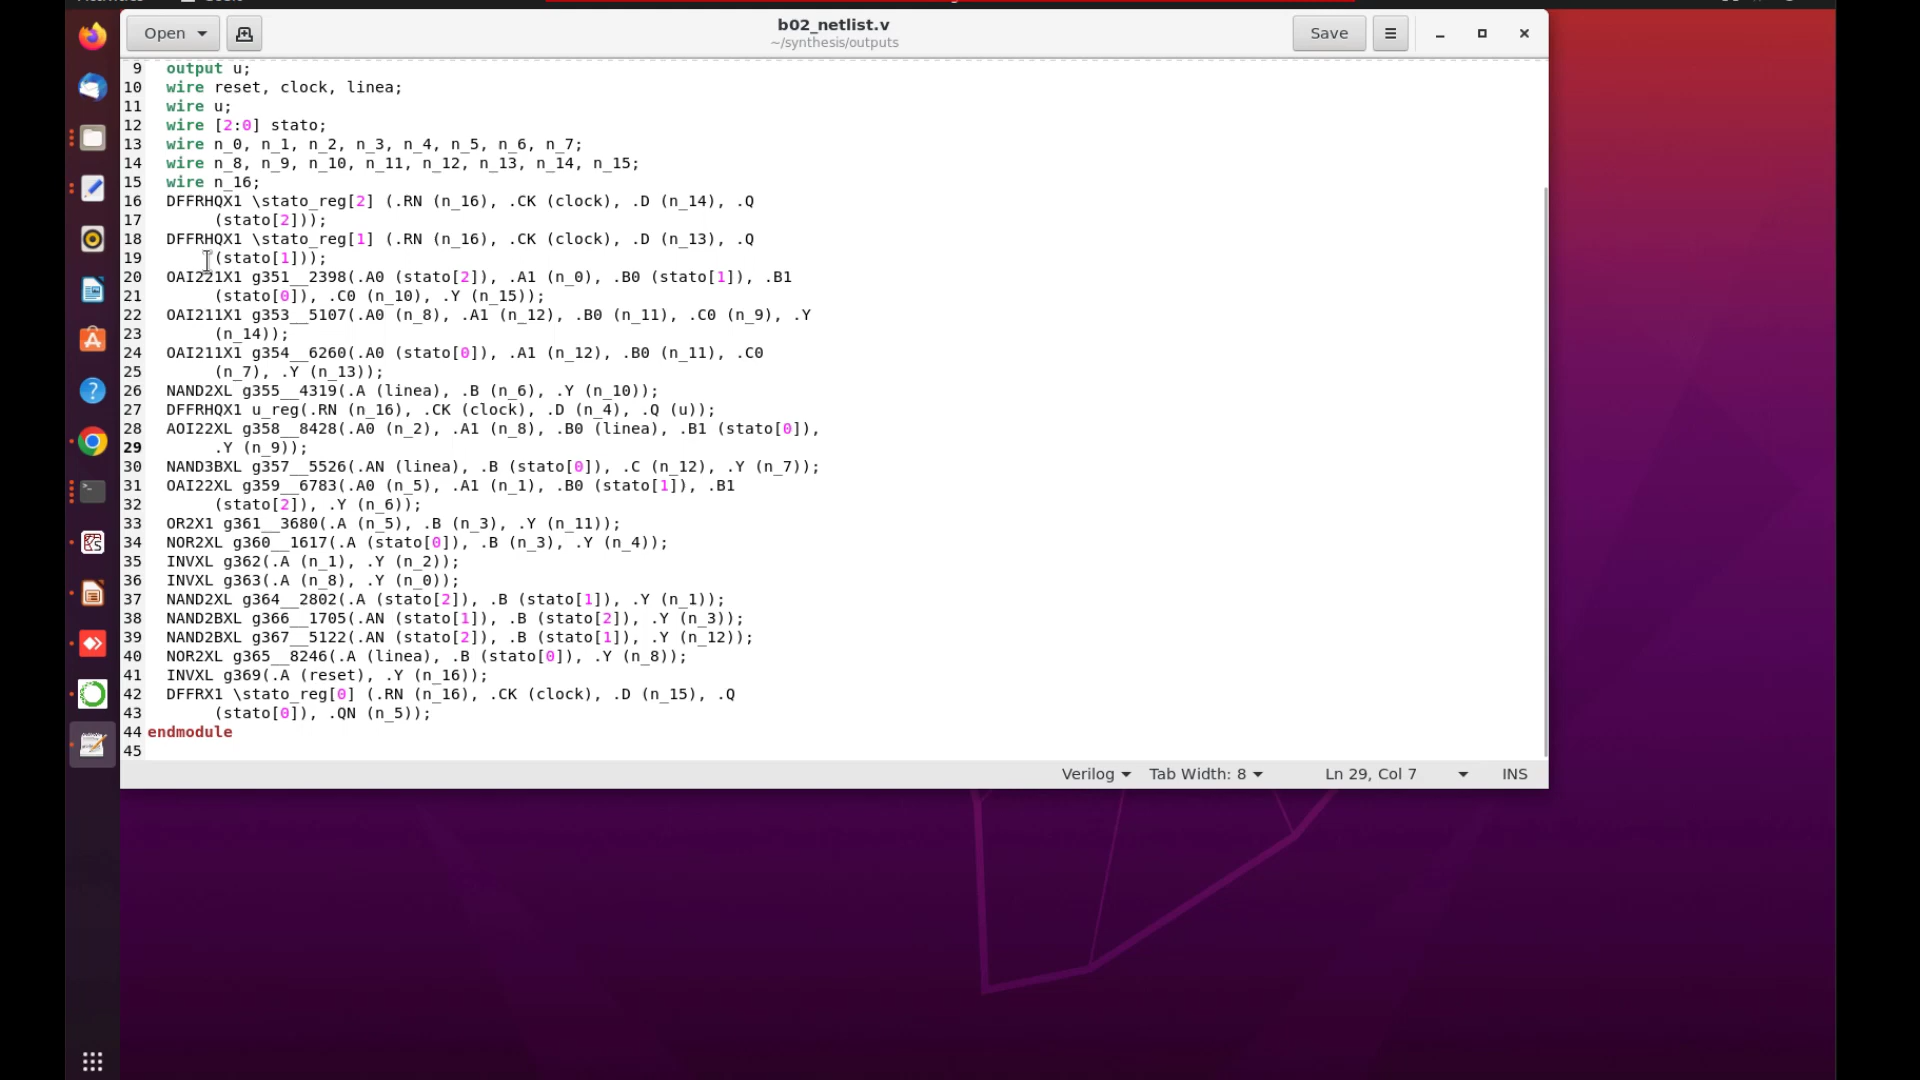 Open
b02_netlist.v
~/synthesis/outputs
Save
9 output u;
10 wire reset, clock, linea;
11 wire u;
12 wire [2:0] stato;
13 wire n_0, n_1, n_2, n_3, n_4, n_5, n_6, n_7;
14 wire n_8, n_9, n_10, n_11, n_12, n_13, n_14, n_15;
15 wire n_16;
16 DFFRHQX1 \stato_reg[2] (.RN (n_16), .CK (clock), .D (n_14), .Q
17 (stato[2]));
18 DFFRHQX1 \stato_reg[1] (.RN (n_16), .CK (clock), .D (n_13), .Q
19 (stato[1]));
20 OAI221X1 g351__2398(.A0 (stato[2]), .A1 (n_0), .B0 (stato[1]), .B1
21 (stato[0]), .C0 (n_10), .Y (n_15));
22 OAI211X1 g353__5107(.A0 (n_8), .A1 (n_12), .B0 (n_11), .C0 (n_9), .Y
23 (n_14));
24 OAI211X1 g354__6260(.A0 (stato[0]), .A1 (n_12), .B0 (n_11), .C0
25 (n_7), .Y (n_13));
26 NAND2XL g355__4319(.A (linea), .B (n_6), .Y (n_10));
27 DFFRHQX1 u_reg(.RN (n_16), .CK (clock), .D (n_4), .Q (u));
28 AOI22XL g358__8428(.A0 (n_2), .A1 (n_8), .B0 (linea), .B1 (stato[0]),
29 .Y (n_9));
30 NAND3BXL g357__5526(.AN (linea), .B (stato[0]), .C (n_12), .Y (n_7));
31 OAI22XL g359__6783(.A0 (n_5), .A1 (n_1), .B0 (stato[1]), .B1
32 (stato[2]), .Y (n_6));
33 OR2X1 g361__3680(.A (n_5), .B (n_3), .Y (n_11));
34 NOR2XL g360__1617(.A (stato[0]), .B (n_3), .Y (n_4));
35 INVXL g362(.A (n_1), .Y (n_2));
36 INVXL g363(.A (n_8), .Y (n_0));
37 NAND2XL g364__2802(.A (stato[2]), .B (stato[1]), .Y (n_1));
38 NAND2BXL g366__1705(.AN (stato[1]), .B (stato[2]), .Y (n_3));
39 NAND2BXL g367__5122(.AN (stato[2]), .B (stato[1]), .Y (n_12));
40 NOR2XL g365__8246(.A (linea), .B (stato[0]), .Y (n_8));
41 INVXL g369(.A (reset), .Y (n_16));
42 DFFRX1 \stato_reg[0] (.RN (n_16), .CK (clock), .D (n_15), .Q
43 (stato[0]), .QN (n_5));
44 endmodule
45
Verilog Tab Width: 8 Ln 29, Col 7 INS